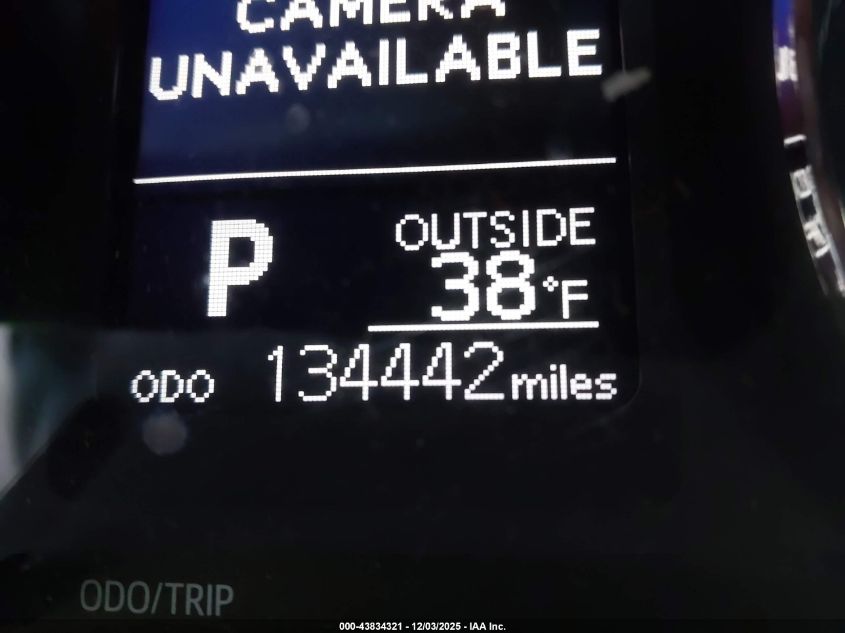 CAMERA
UNAVAILABLE
P
OUTSIDE
38°F
ODO 134442 miles
ODO/TRIP
000-43834321 - 12/03/2025 - IAA Inc.